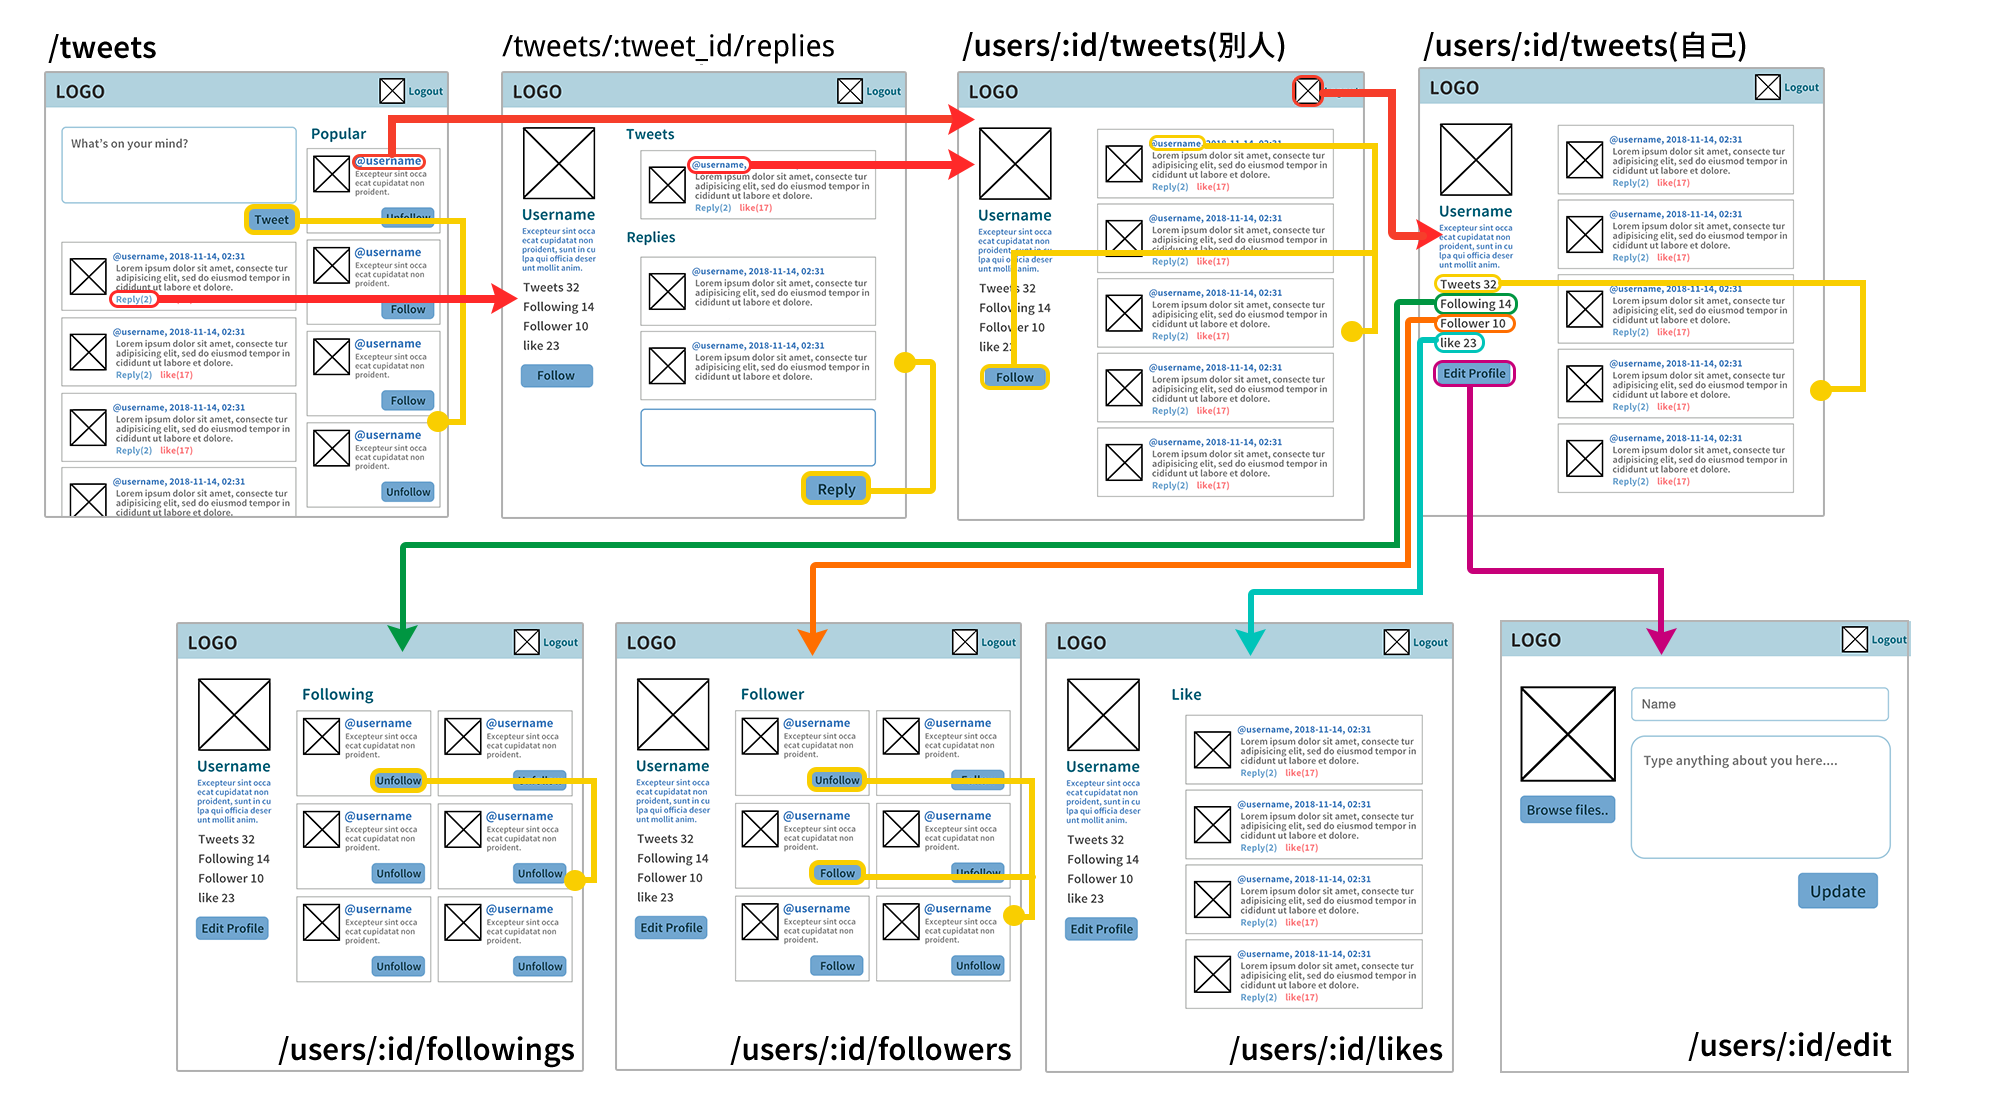 /tweets
LOGO
Logout
What's on your mind?
Tweet
@username, 2018-11-14, 02:31
Lorem ipsum dolor sit amet, consecte tur
adipisicing elit, sed do eiusmod tempor in
cididunt ut labore et dolore.
Reply(2)
@username, 2018-11-14, 02:31
Lorem ipsum dolor sit amet, consecte tur
adipisicing elit, sed do eiusmod tempor in
cididunt ut labore et dolore.
Reply(2) like(17)
@username, 2018-11-14, 02:31
Lorem ipsum dolor sit amet, consecte tur
adipisicing elit, sed do eiusmod tempor in
cididunt ut labore et dolore.
Reply(2) like(17)
@username, 2018-11-14, 02:31
Lorem ipsum dolor sit amet, consecte tur
adipisicing elit, sed do eiusmod tempor in
cididunt ut labore et dolore.
Popular
@username
Excepteur sint occa
ecat cupidatat non
proident.
Unfollow
@username
Excepteur sint occa
ecat cupidatat non
proident.
Follow
@username
Excepteur sint occa
ecat cupidatat non
proident.
Follow
@username
Excepteur sint occa
ecat cupidatat non
proident.
Unfollow
/tweets/:tweet_id/replies
LOGO
Logout
Username
Excepteur sint occa
ecat cupidatat non
proident, sunt in cu
lpa qui officia deser
unt mollit anim.
Tweets 32
Following 14
Follower 10
like 23
Follow
Tweets
@username,
Lorem ipsum dolor sit amet, consecte tur
adipisicing elit, sed do eiusmod tempor in
cididunt ut labore et dolore.
Reply(2) like(17)
Replies
@username, 2018-11-14, 02:31
Lorem ipsum dolor sit amet, consecte tur
adipisicing elit, sed do eiusmod tempor in
cididunt ut labore et dolore.
@username, 2018-11-14, 02:31
Lorem ipsum dolor sit amet, consecte tur
adipisicing elit, sed do eiusmod tempor in
cididunt ut labore et dolore.
Reply
/users/:id/tweets(別人)
LOGO
Username
Excepteur sint occa
ecat cupidatat non
proident, sunt in cu
lpa qui officia deser
unt mollit anim.
Tweets 32
Following 14
Follower 10
like 23
Follow
@username, 2018-11-14, 02:31
Lorem ipsum dolor sit amet, consecte tur
adipisicing elit, sed do eiusmod tempor in
cididunt ut labore et dolore.
Reply(2) like(17)
@username, 2018-11-14, 02:31
Lorem ipsum dolor sit amet, consecte tur
adipisicing elit, sed do eiusmod tempor in
cididunt ut labore et dolore.
Reply(2) like(17)
@username, 2018-11-14, 02:31
Lorem ipsum dolor sit amet, consecte tur
adipisicing elit, sed do eiusmod tempor in
cididunt ut labore et dolore.
Reply(2) like(17)
@username, 2018-11-14, 02:31
Lorem ipsum dolor sit amet, consecte tur
adipisicing elit, sed do eiusmod tempor in
cididunt ut labore et dolore.
Reply(2) like(17)
@username, 2018-11-14, 02:31
Lorem ipsum dolor sit amet, consecte tur
adipisicing elit, sed do eiusmod tempor in
cididunt ut labore et dolore.
Reply(2) like(17)
/users/:id/tweets(自己)
LOGO
Logout
Username
Excepteur sint occa
ecat cupidatat non
proident, sunt in cu
lpa qui officia deser
unt mollit anim.
Tweets 32
Following 14
Follower 10
like 23
Edit Profile
@username, 2018-11-14, 02:31
Lorem ipsum dolor sit amet, consecte tur
adipisicing elit, sed do eiusmod tempor in
cididunt ut labore et dolore.
Reply(2) like(17)
@username, 2018-11-14, 02:31
Lorem ipsum dolor sit amet, consecte tur
adipisicing elit, sed do eiusmod tempor in
cididunt ut labore et dolore.
Reply(2) like(17)
@username, 2018-11-14, 02:31
Lorem ipsum dolor sit amet, consecte tur
adipisicing elit, sed do eiusmod tempor in
cididunt ut labore et dolore.
Reply(2) like(17)
@username, 2018-11-14, 02:31
Lorem ipsum dolor sit amet, consecte tur
adipisicing elit, sed do eiusmod tempor in
cididunt ut labore et dolore.
Reply(2) like(17)
@username, 2018-11-14, 02:31
Lorem ipsum dolor sit amet, consecte tur
adipisicing elit, sed do eiusmod tempor in
cididunt ut labore et dolore.
Reply(2) like(17)
LOGO
Logout
Username
Excepteur sint occa
ecat cupidatat non
proident, sunt in cu
lpa qui officia deser
unt mollit anim.
Tweets 32
Following 14
Follower 10
like 23
Edit Profile
Following
@username
Excepteur sint occa
ecat cupidatat non
proident.
Unfollow
@username
Excepteur sint occa
ecat cupidatat non
proident.
Unfollow
@username
Excepteur sint occa
ecat cupidatat non
proident.
Unfollow
@username
Excepteur sint occa
ecat cupidatat non
proident.
Unfollow
@username
Excepteur sint occa
ecat cupidatat non
proident.
Unfollow
@username
Excepteur sint occa
ecat cupidatat non
proident.
Unfollow
/users/:id/followings
LOGO
Logout
Username
Excepteur sint occa
ecat cupidatat non
proident, sunt in cu
lpa qui officia deser
unt mollit anim.
Tweets 32
Following 14
Follower 10
like 23
Edit Profile
Follower
@username
Excepteur sint occa
ecat cupidatat non
proident.
Unfollow
@username
Excepteur sint occa
ecat cupidatat non
proident.
Follow
@username
Excepteur sint occa
ecat cupidatat non
proident.
Follow
@username
Excepteur sint occa
ecat cupidatat non
proident.
Unfollow
@username
Excepteur sint occa
ecat cupidatat non
proident.
Follow
@username
Excepteur sint occa
ecat cupidatat non
proident.
Unfollow
/users/:id/followers
LOGO
Logout
Username
Excepteur sint occa
ecat cupidatat non
proident, sunt in cu
lpa qui officia deser
unt mollit anim.
Tweets 32
Following 14
Follower 10
like 23
Edit Profile
Like
@username, 2018-11-14, 02:31
Lorem ipsum dolor sit amet, consecte tur
adipisicing elit, sed do eiusmod tempor in
cididunt ut labore et dolore.
Reply(2) like(17)
@username, 2018-11-14, 02:31
Lorem ipsum dolor sit amet, consecte tur
adipisicing elit, sed do eiusmod tempor in
cididunt ut labore et dolore.
Reply(2) like(17)
@username, 2018-11-14, 02:31
Lorem ipsum dolor sit amet, consecte tur
adipisicing elit, sed do eiusmod tempor in
cididunt ut labore et dolore.
Reply(2) like(17)
@username, 2018-11-14, 02:31
Lorem ipsum dolor sit amet, consecte tur
adipisicing elit, sed do eiusmod tempor in
cididunt ut labore et dolore.
Reply(2) like(17)
/users/:id/likes
LOGO
Logout
Browse files..
Name
Type anything about you here....
Update
/users/:id/edit